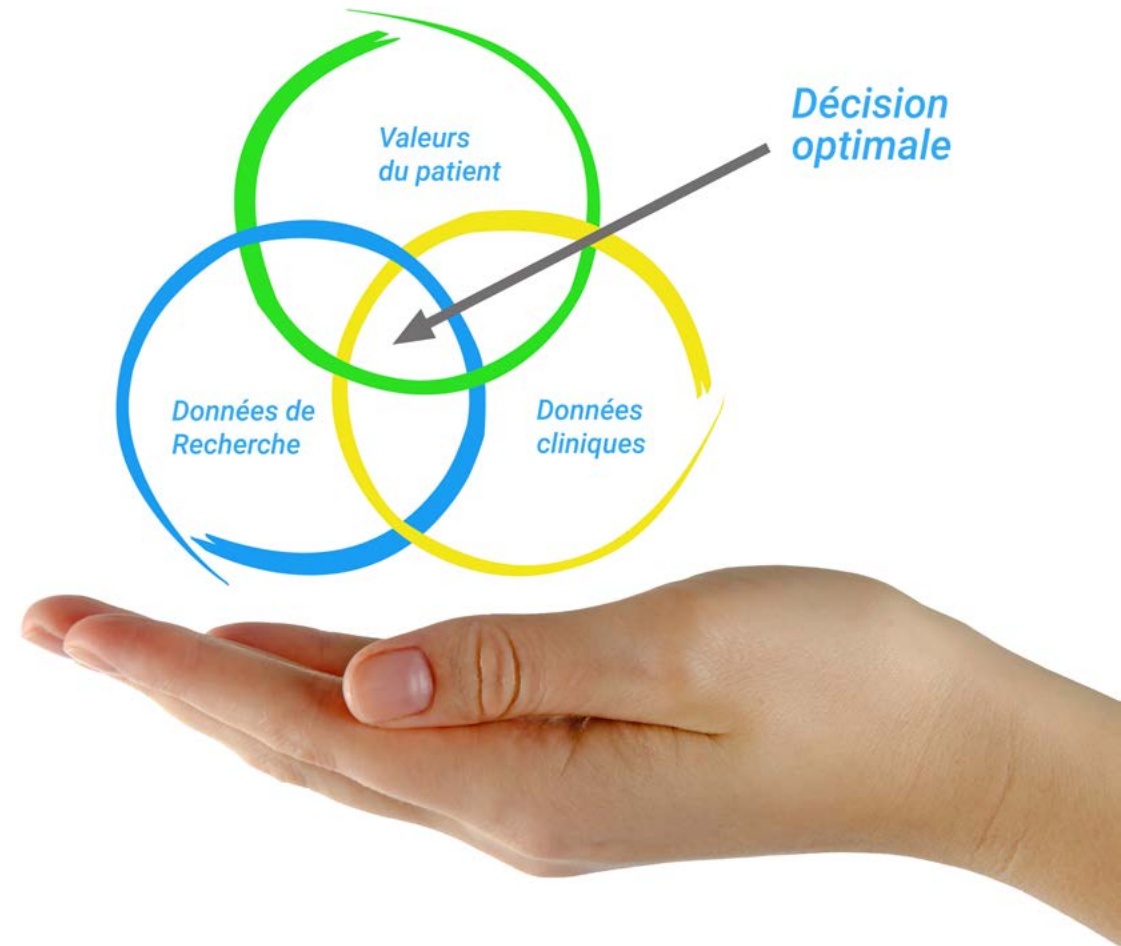 Décision
optimale
Valeurs
du patient
Données de
Recherche
Données
cliniques